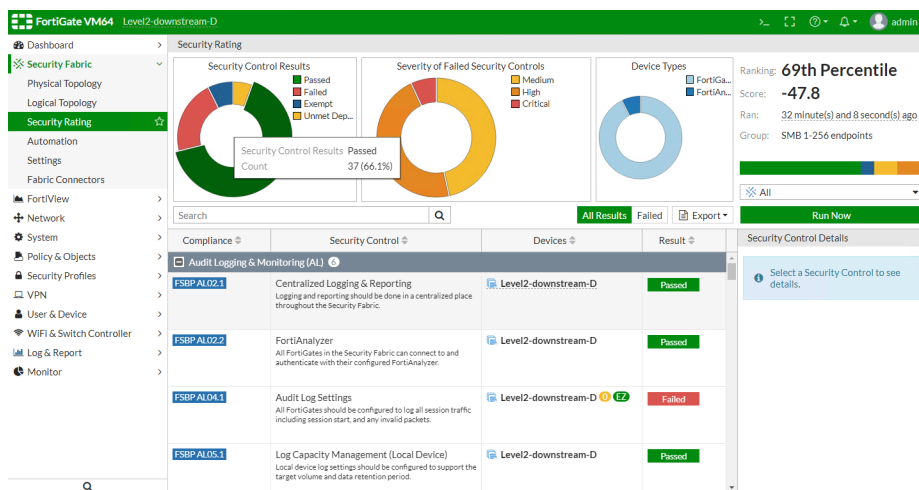 FortiGate VM64 Level2-downstream-D
>_ admin
Dashboard
Security Fabric
Physical Topology
Logical Topology
Security Rating
Automation
Settings
Fabric Connectors
FortiView
Network
System
Policy & Objects
Security Profiles
VPN
User & Device
WiFi & Switch Controller
Log & Report
Monitor
Security Rating
Security Control Results
Passed
Failed
Exempt
Unmet Dep...
Security Control Results Passed
Count 37 (66.1%)
Severity of Failed Security Controls
Medium
High
Critical
Device Types
FortiGa...
FortiAn...
Ranking: 69th Percentile
Score: -47.8
Ran: 32 minute(s) and 8 second(s) ago
Group: SMB 1-256 endpoints
All
Run Now
Search
All Results Failed Export
Compliance Security Control Devices Result
Audit Logging & Monitoring (AL) 6
FSBP AL02.1
Centralized Logging & Reporting
Logging and reporting should be done in a centralized place
throughout the Security Fabric.
Level2-downstream-D
Passed
FSBP AL02.2
FortiAnalyzer
All FortiGates in the Security Fabric can connect to and
authenticate with their configured FortiAnalyzer.
Level2-downstream-D
Passed
FSBP AL04.1
Audit Log Settings
All FortiGates should be configured to log all session traffic
including session start, and any invalid packets.
Level2-downstream-D EZ
Failed
FSBP AL05.1
Log Capacity Management (Local Device)
Local device log settings should be configured to support the
target volume and data retention period.
Level2-downstream-D
Passed
Security Control Details
Select a Security Control to see
details.